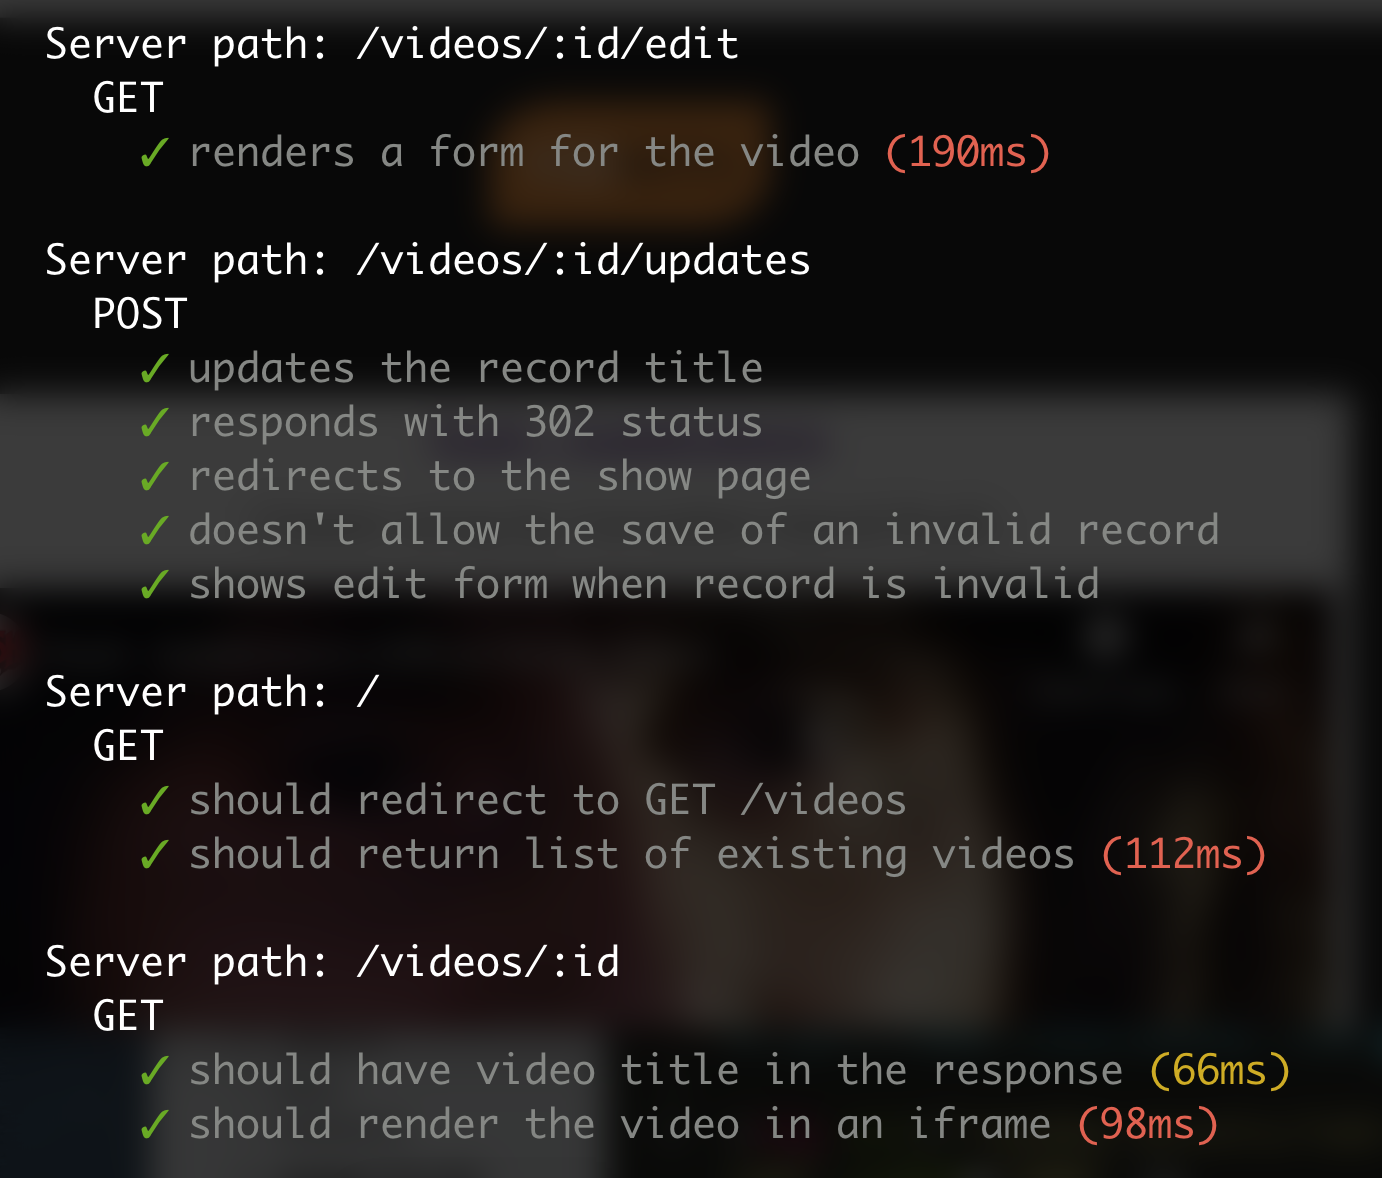 Server path: /videos/:id/edit
GET
✓ renders a form for the video (190ms)
Server path: /videos/:id/updates
POST
✓ updates the record title
✓ responds with 302 status
✓ redirects to the show page
✓ doesn't allow the save of an invalid record
✓ shows edit form when record is invalid
Server path: /
GET
✓ should redirect to GET /videos
✓ should return list of existing videos (112ms)
Server path: /videos/:id
GET
✓ should have video title in the response (66ms)
✓ should render the video in an iframe (98ms)